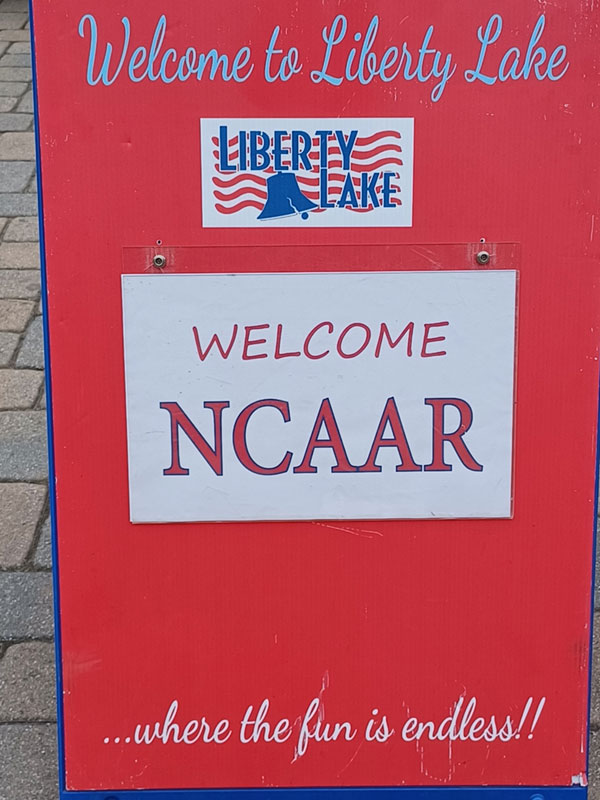 Welcome to Liberty Lake
LIBERTY
LAKE
WELCOME
NCAAR
...where the fun is endless!!